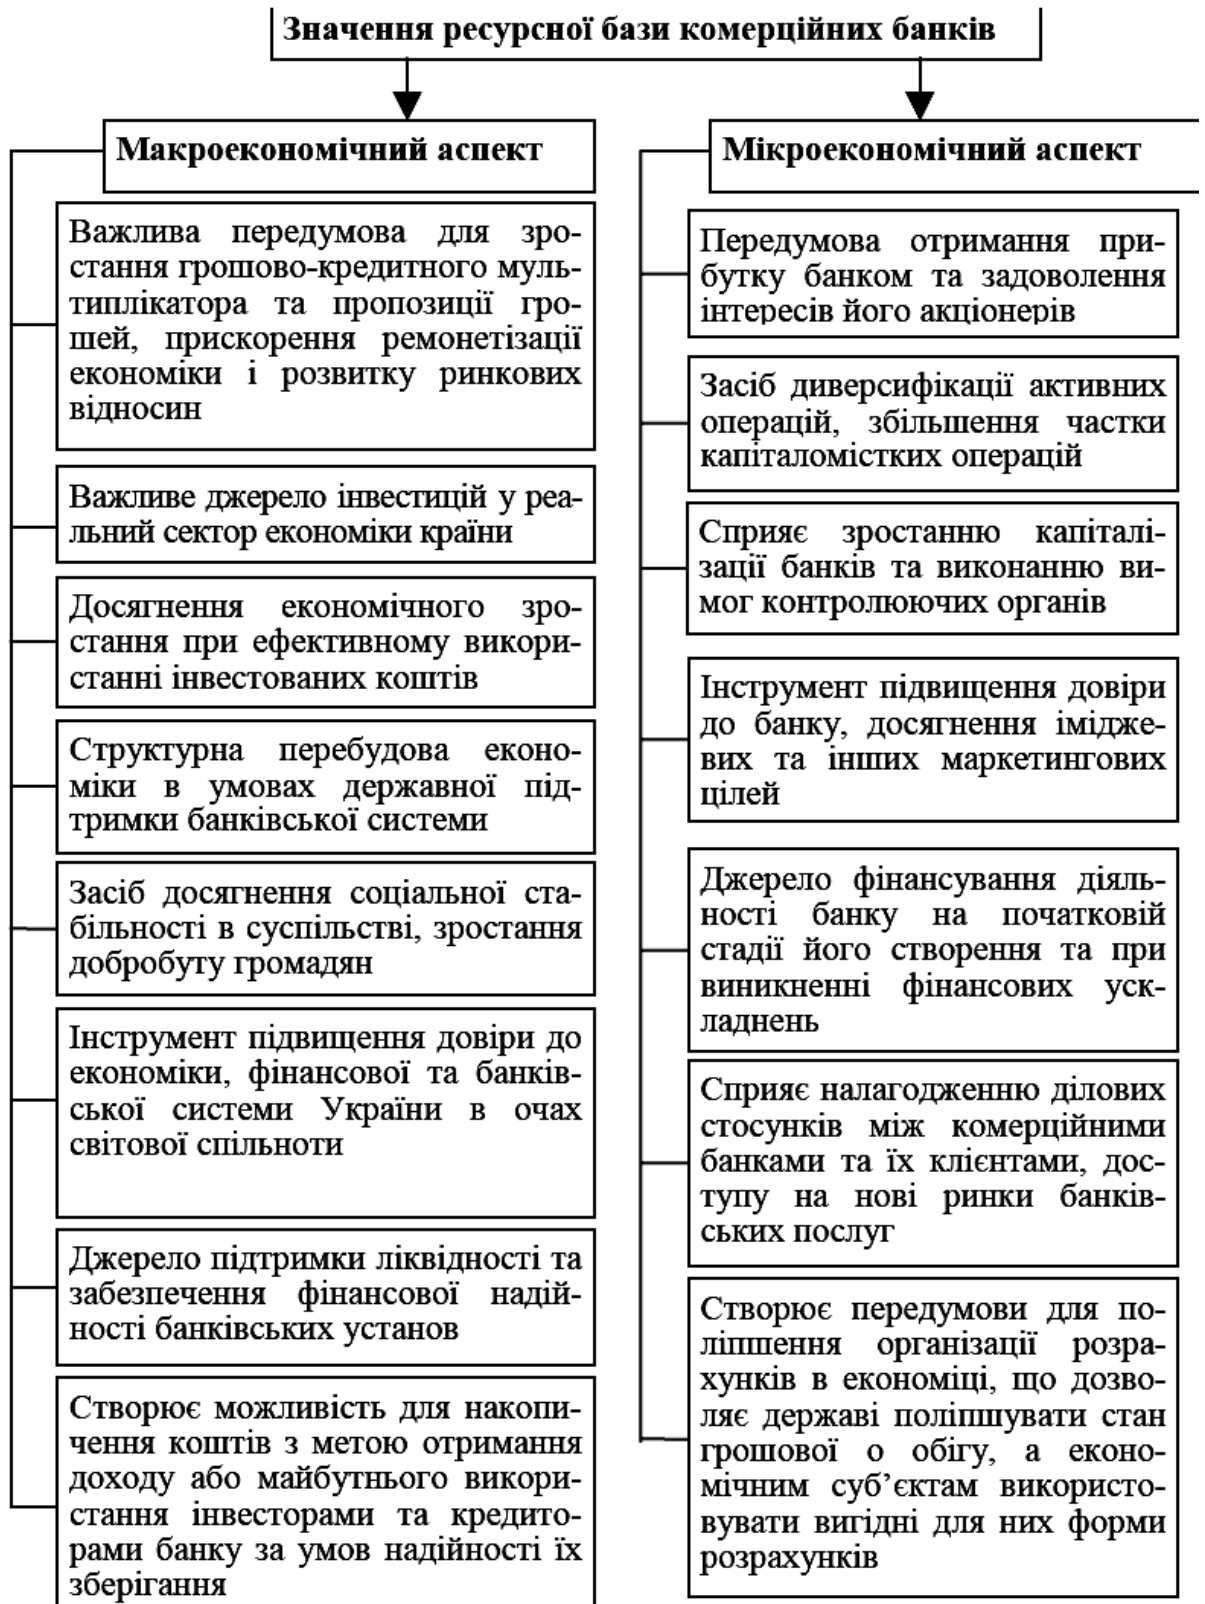 Значення ресурсної бази комерційних банків
Макроекономічний аспект
Важлива передумова для зро-
стання грошово-кредитного муль-
типлікатора та пропозиції гро-
шей, прискорення ремонетізації
економіки і розвитку ринкових
відносин
Важливе джерело інвестицій у реа-
льний сектор економіки країни
Досягнення економічного зро-
стання при ефективному викори-
станні інвестованих коштів
Структурна перебудова еконо-
міки в умовах державної під-
тримки банківської системи
Засіб досягнення соціальної ста-
більності в суспільстві, зростання
добробуту громадян
Інструмент підвищення довіри до
економіки, фінансової та банків-
ської системи України в очах
світової спільноти
Джерело підтримки ліквідності та
забезпечення фінансової надій-
ності банківських установ
Створює можливість для накопи-
чення коштів з метою отримання
доходу або майбутнього викори-
стання інвесторами та кредито-
рами банку за умов надійності їх
зберігання
Мікроекономічний аспект
Передумова отримання при-
бутку банком та задоволення
інтересів його акціонерів
Засіб диверсифікації активних
операцій, збільшення частки
капіталомістких операцій
Сприяє зростанню капіталі-
зації банків та виконанню ви-
мог контролюючих органів
Інструмент підвищення довіри
до банку, досягнення імідже-
вих та інших маркетингових
цілей
Джерело фінансування діяль-
ності банку на початковій
стадії його створення та при
виникненні фінансових уск-
ладнень
Сприяє налагодженню ділових
стосунків між комерційними
банками та їх клієнтами, дос-
тупу на нові ринки банків-
ських послуг
Створює передумови для по-
ліпшення організації розра-
хунків в економіці, що дозво-
ляє державі поліпшувати стан
грошової о обігу, а еконо-
мічним суб’єктам використо-
вувати вигідні для них форми
розрахунків